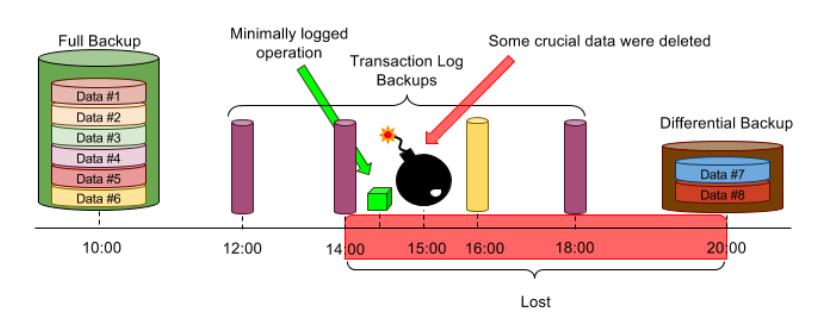 Minimally logged
operation
Some crucial data were deleted
Full Backup
Transaction Log
Backups
Data #1
Data #2
Data #3
Data #4
Data #5
Data #6
Differential Backup
Data #7
Data #8
10:00
12:00
14:00
15:00
16:00
18:00
20:00
Lost